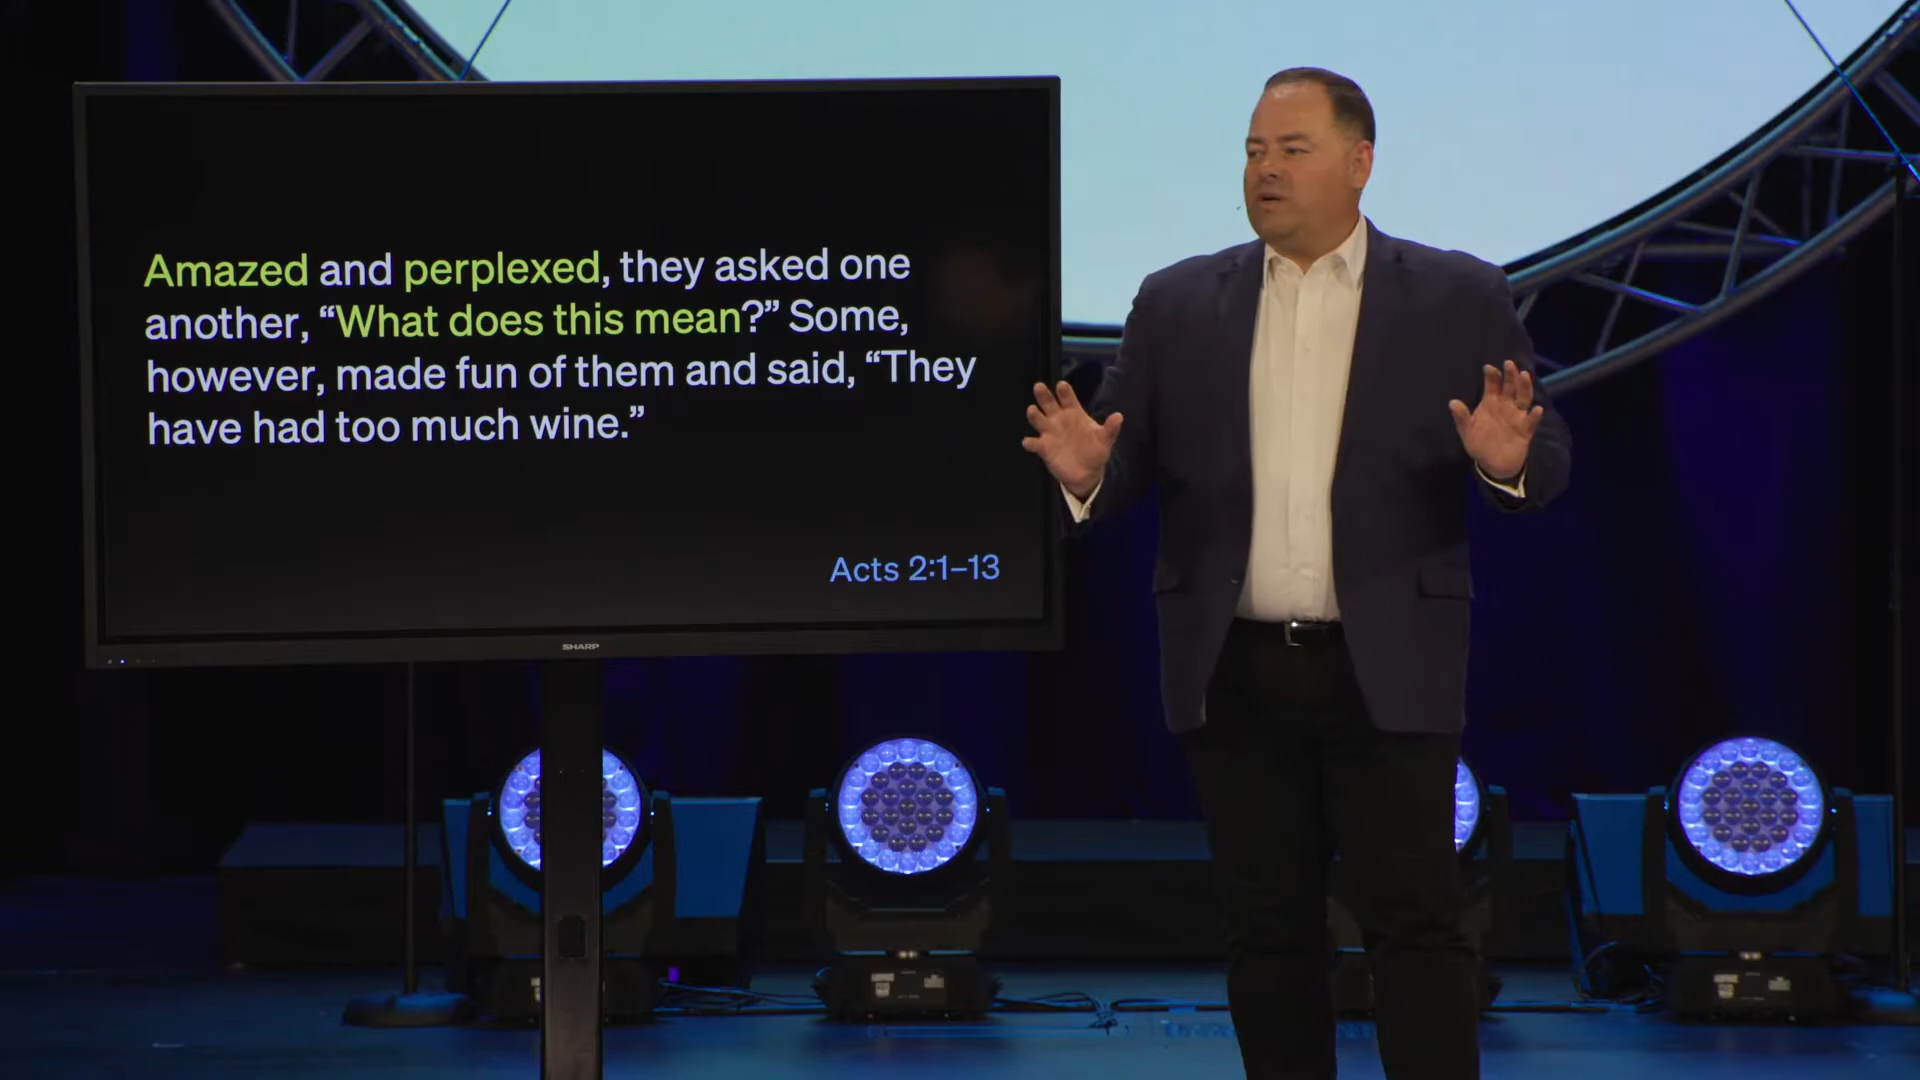 Amazed and perplexed, they asked one
another, “What does this mean?” Some,
however, made fun of them and said, “They
have had too much wine.”
Acts 2:1–13
SHARP